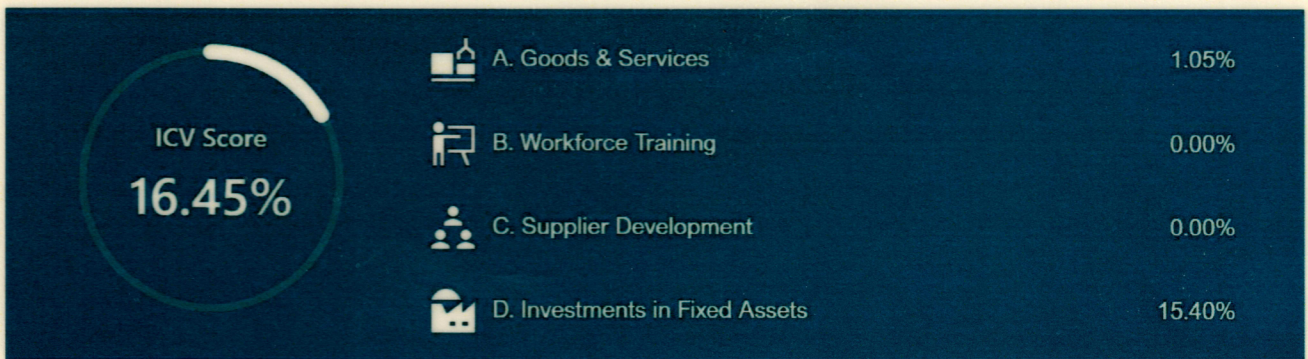 ICV Score
16.45%
A. Goods & Services 1.05%
B. Workforce Training 0.00%
C. Supplier Development 0.00%
D. Investments in Fixed Assets 15.40%